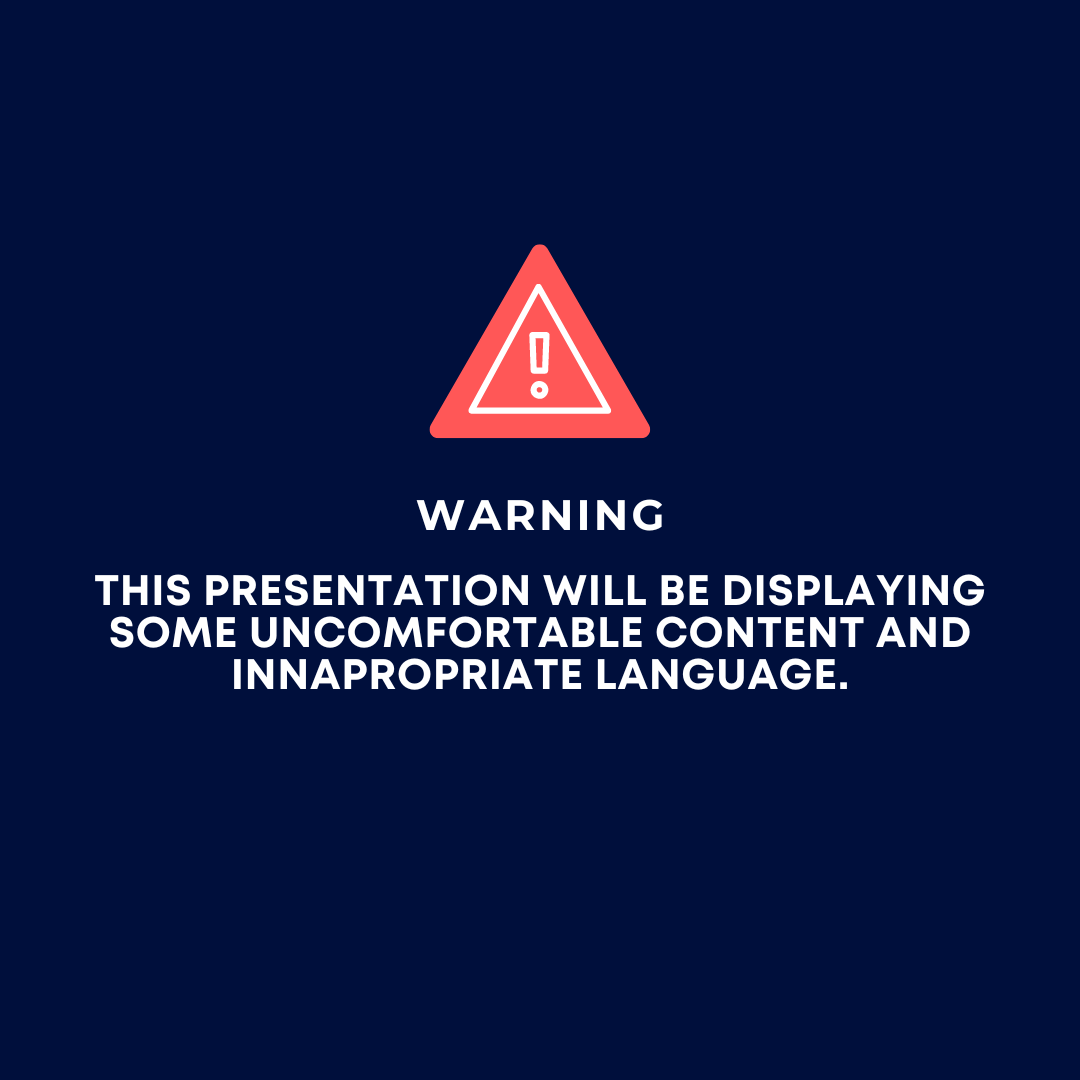 WARNING
THIS PRESENTATION WILL BE DISPLAYING
SOME UNCOMFORTABLE CONTENT AND
INNAPROPRIATE LANGUAGE.